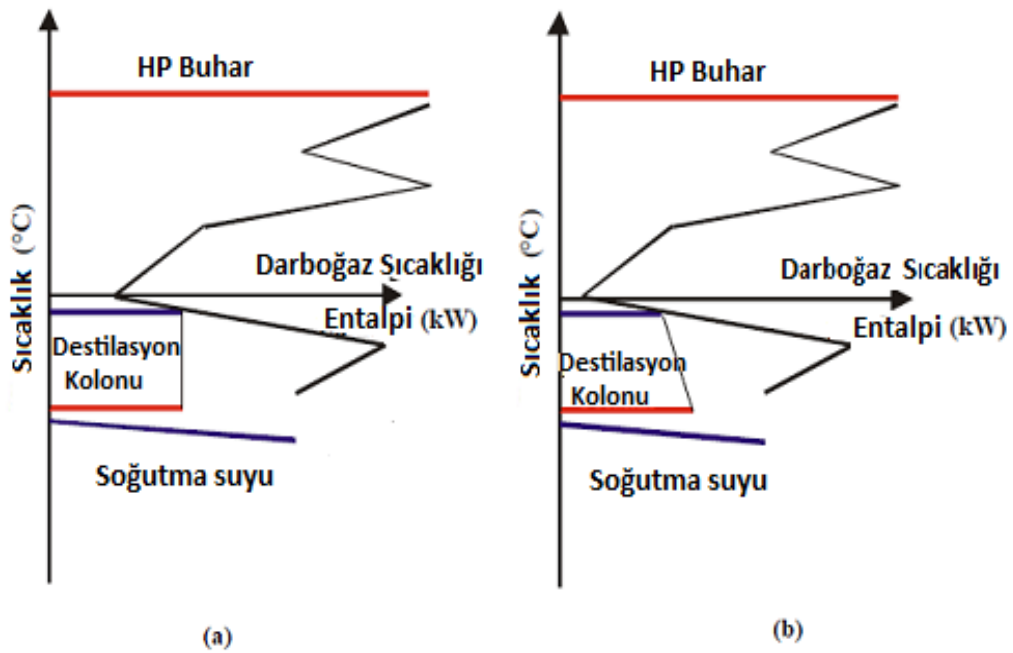 HP Buhar
Sıcaklık (°C)
Darboğaz Sıcaklığı
Entalpi (kW)
Destilasyon
Kolonu
Soğutma suyu
(a)
HP Buhar
Sıcaklık (°C)
Darboğaz Sıcaklığı
Entalpi (kW)
Destilasyon
Kolonu
Soğutma suyu
(b)